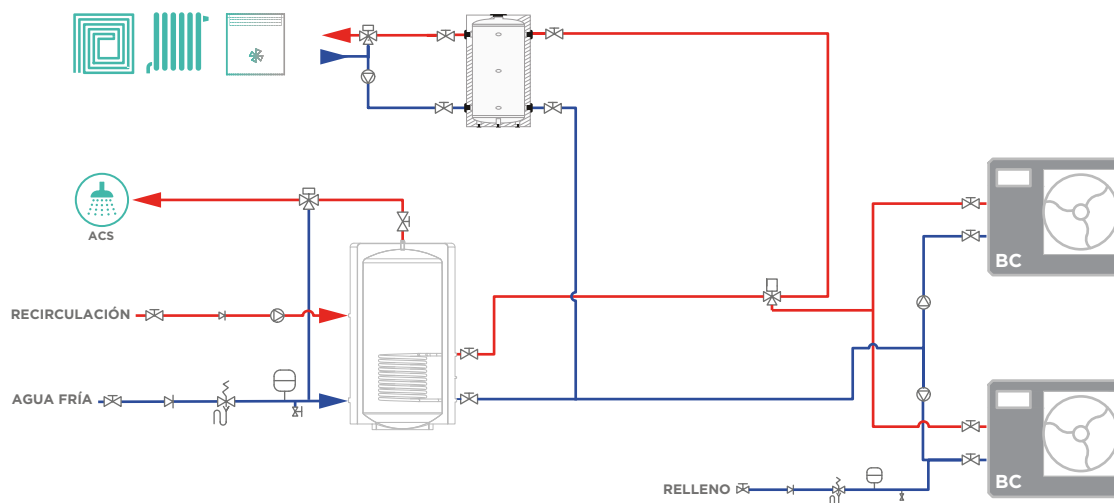 ACS
BC
RECIRCULACIÓN
AGUA FRÍA
BC
RELLENO